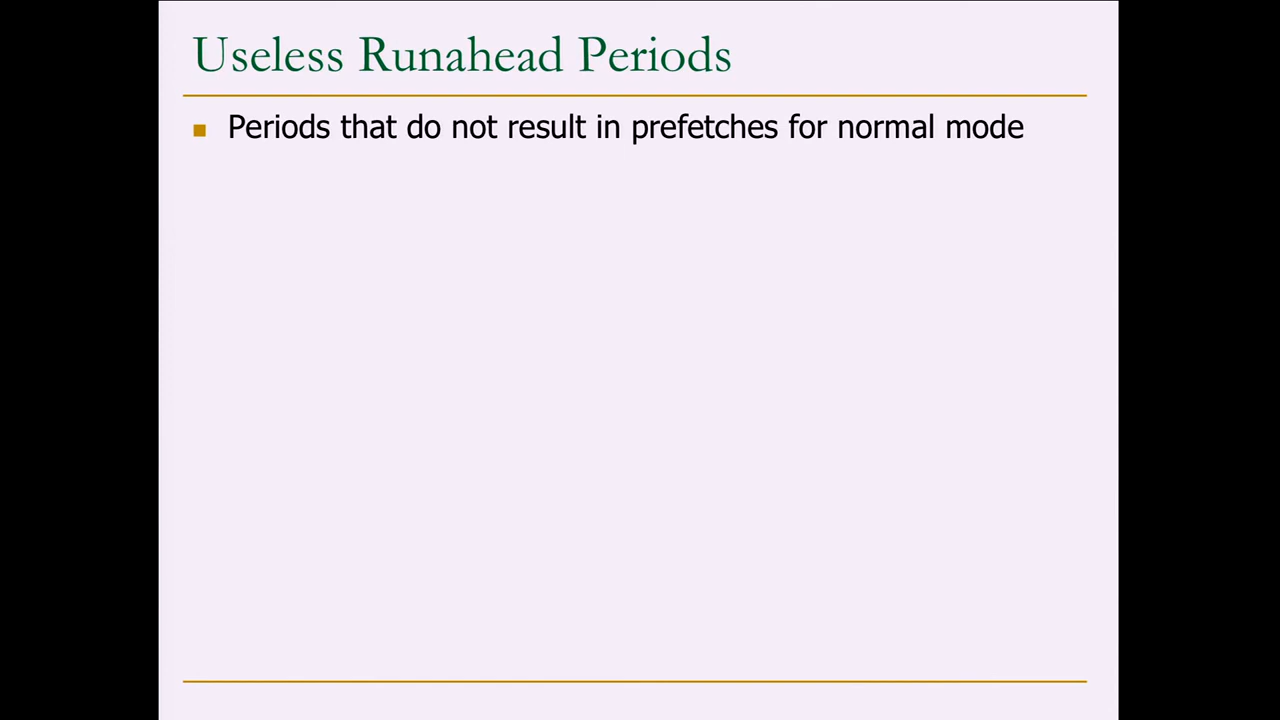 Useless Runahead Periods
Periods that do not result in prefetches for normal mode